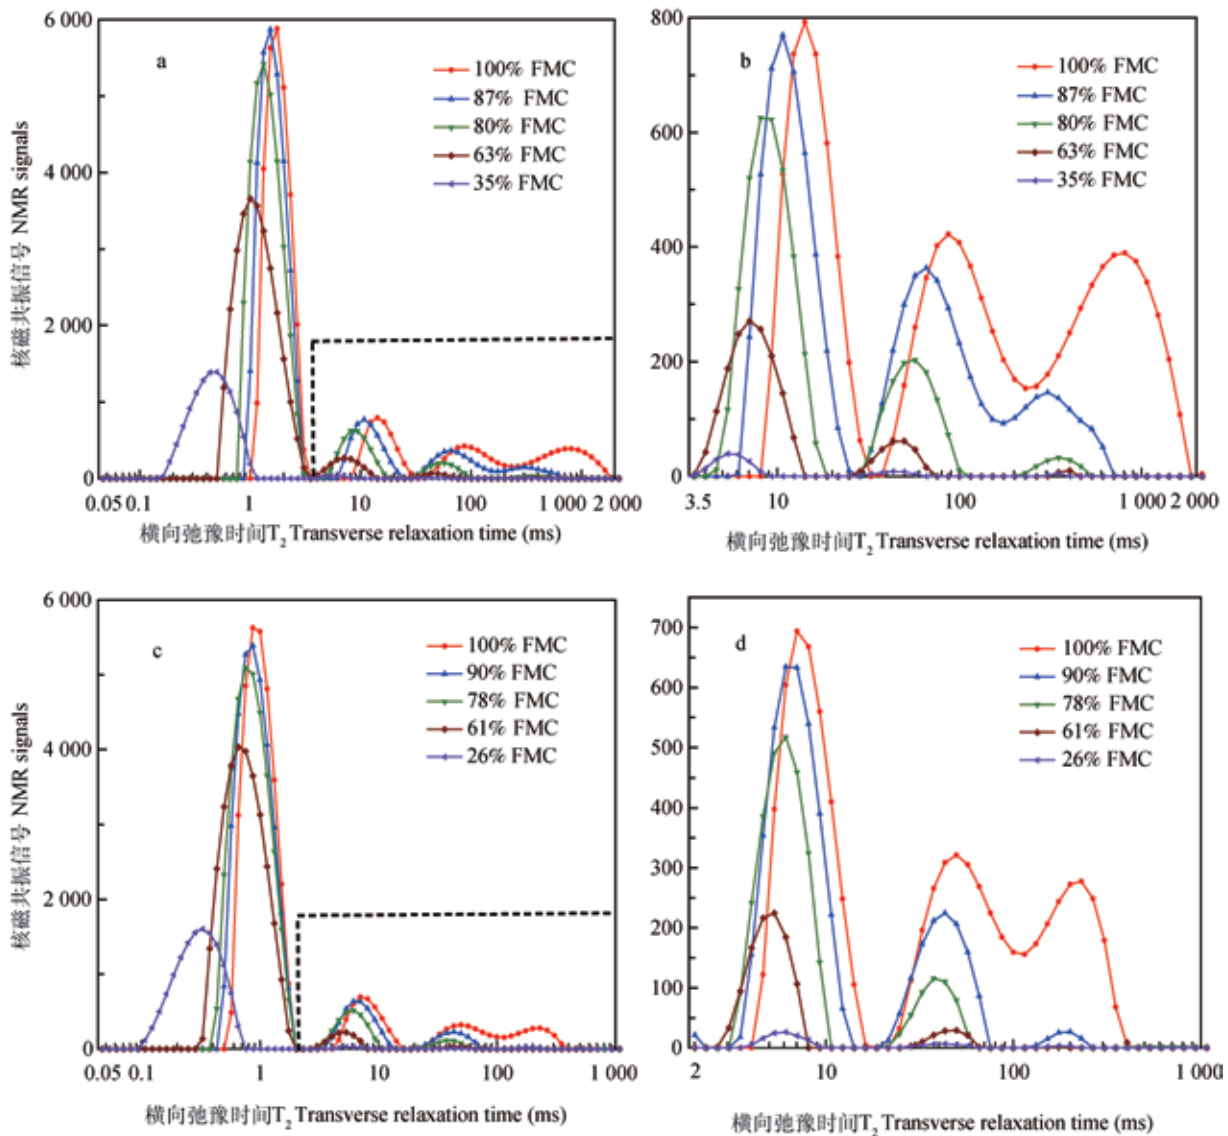 6 000
4 000
2 000
0
核磁共振信号 NMR signals
a
100% FMC
87% FMC
80% FMC
63% FMC
35% FMC
0.05 0.1 1 10 100 1 000 2 000
横向弛豫时间T2 Transverse relaxation time (ms)
800
600
400
200
0
b
100% FMC
87% FMC
80% FMC
63% FMC
35% FMC
3.5 10 100 1 000 2 000
横向弛豫时间T2 Transverse relaxation time (ms)
6 000
4 000
2 000
0
核磁共振信号 NMR signals
c
100% FMC
90% FMC
78% FMC
61% FMC
26% FMC
0.05 0.1 1 10 100 1 000
横向弛豫时间T2 Transverse relaxation time (ms)
700
600
500
400
300
200
100
0
d
100% FMC
90% FMC
78% FMC
61% FMC
26% FMC
2 10 100 1 000
横向弛豫时间T2 Transverse relaxation time (ms)